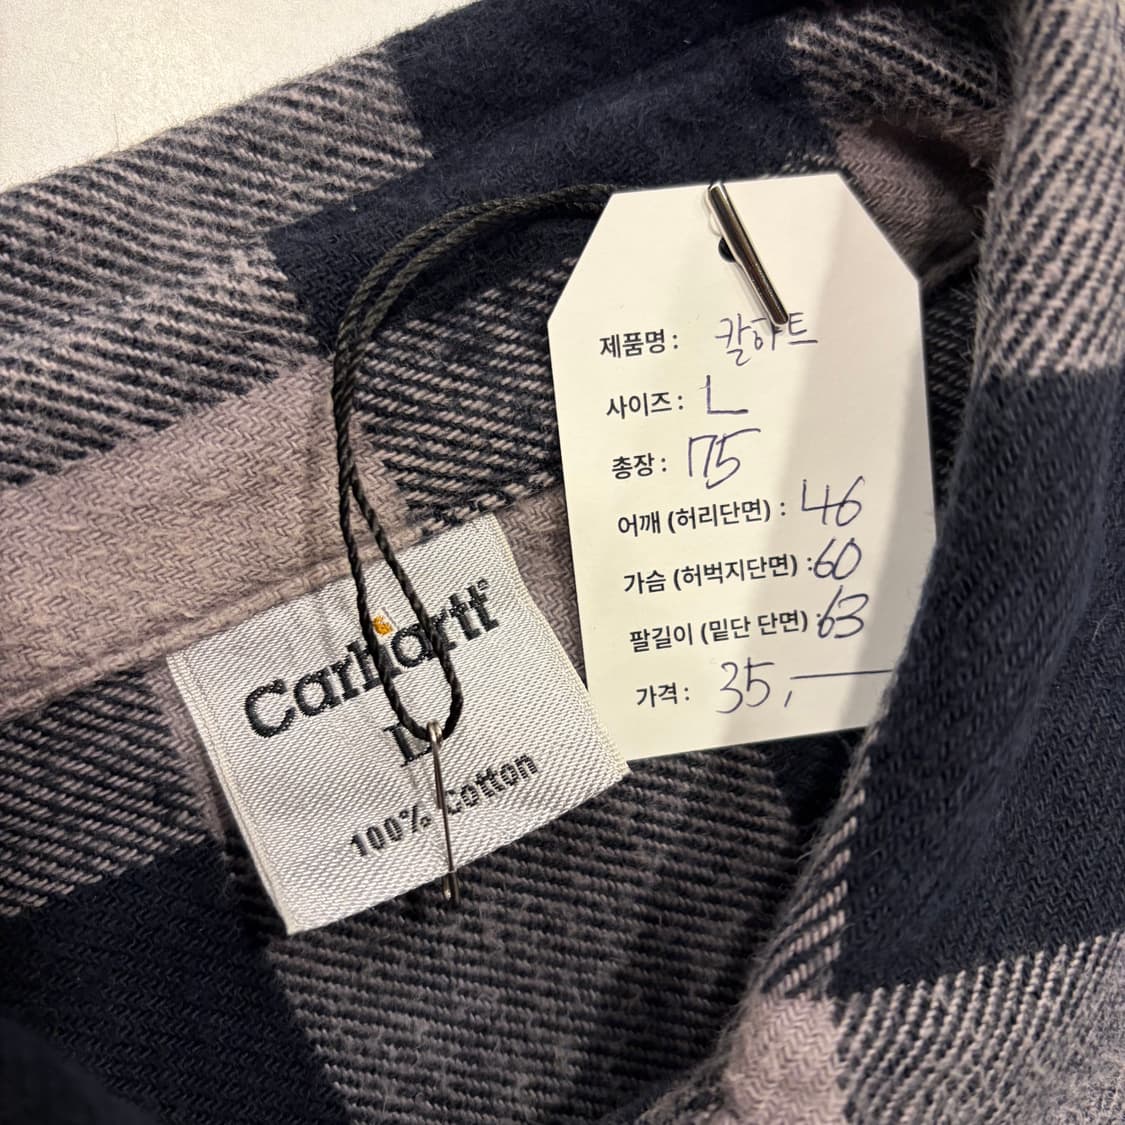 제품명 : 칼하트
사이즈 : L
총장 : 75
어깨 (허리단면) : 46
가슴 (허벅지단면) : 60
팔길이 (밑단 단면) : 63
가격 : 35,
Carhartt
L
100% Cotton